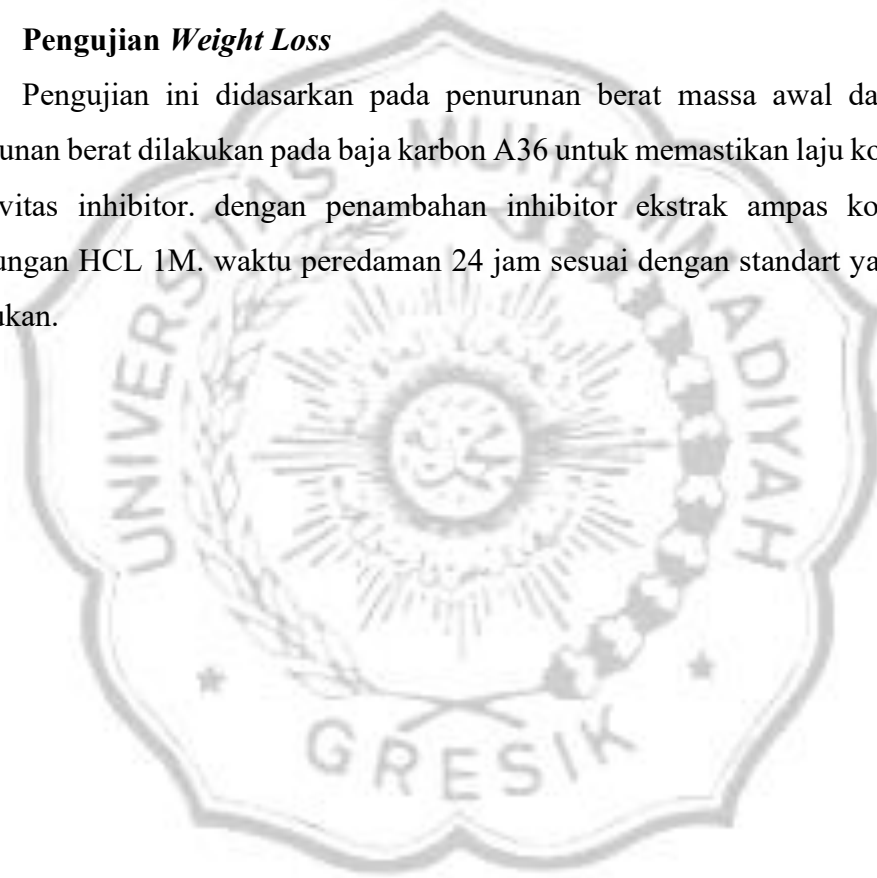 Pengujian Weight Loss
Pengujian ini didasarkan pada penurunan berat massa awal da
unan berat dilakukan pada baja karbon A36 untuk memastikan laju ko
vitas inhibitor. dengan penambahan inhibitor ekstrak ampas ko
ungan HCL 1M. waktu peredaman 24 jam sesuai dengan standart ya
ukan.
UNIVERSITAS MUHAMMADIYAH
GRESIK